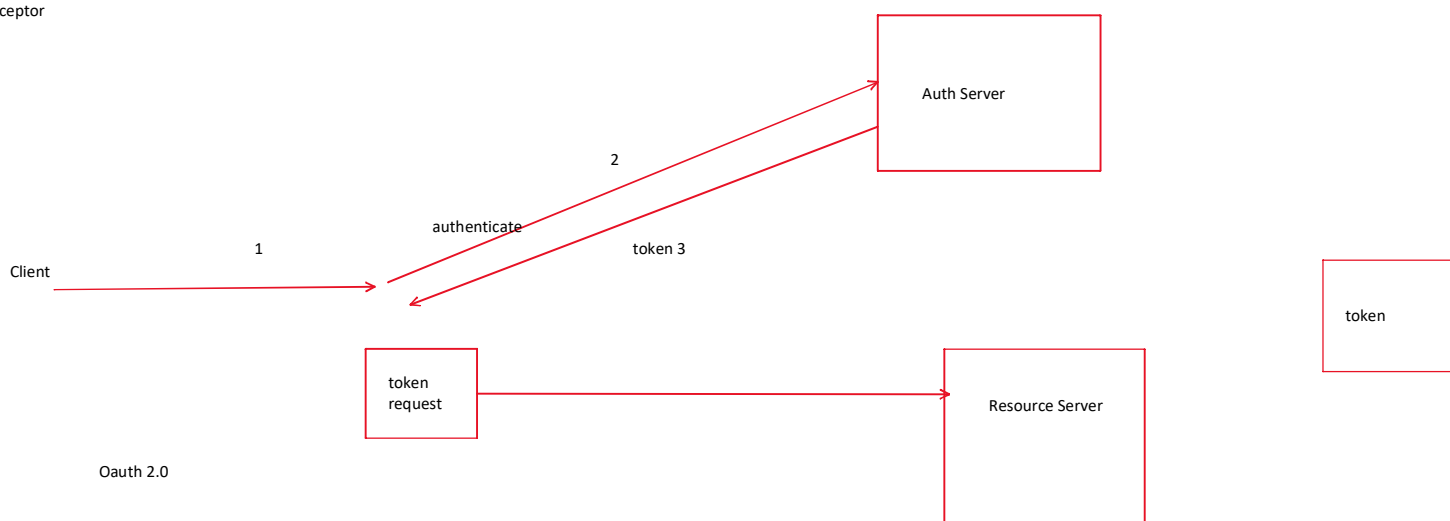 ceptor
Auth Server
2
authenticate
1
token 3
Client
token
token
request
Resource Server
Oauth 2.0